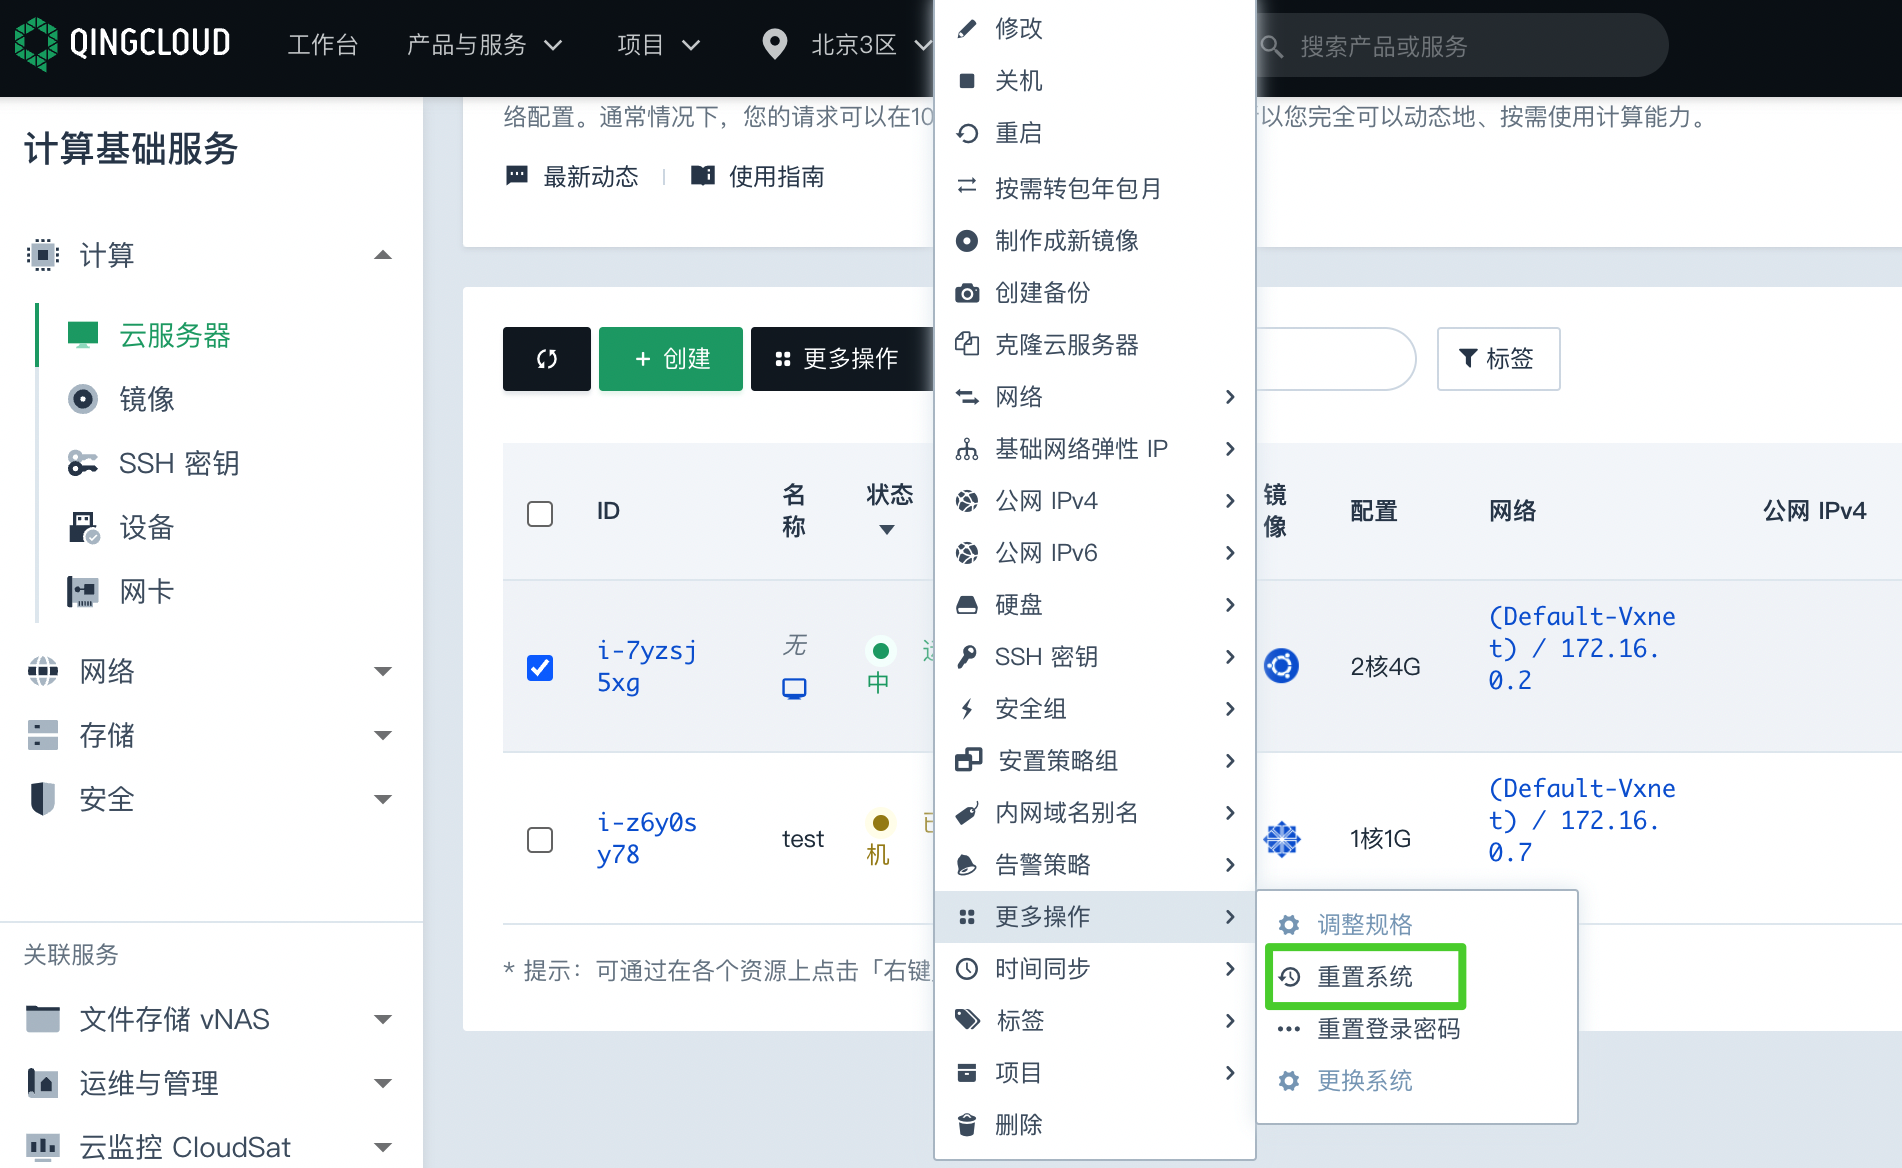 QINGCLOUD 工作台 产品与服务 项目 北京3区 搜索产品或服务
计算基础服务
计算
云服务器
镜像
SSH 密钥
设备
网卡
网络
存储
安全
关联服务
文件存储 vNAS
运维与管理
云监控 CloudSat
络配置。通常情况下，您的请求可以在10
以您完全可以动态地、按需使用计算能力。
最新动态 使用指南
+ 创建 更多操作 标签
ID 名称 状态 镜像 配置 网络 公网 IPv4
i-7yzsj
5xg
无
中
2核4G
(Default-Vxne
t) / 172.16.
0.2
i-z6y0s
y78
test
机
1核1G
(Default-Vxne
t) / 172.16.
0.7
* 提示：可通过在各个资源上点击「右键
修改
关机
重启
按需转包年包月
制作成新镜像
创建备份
克隆云服务器
网络
基础网络弹性 IP
公网 IPv4
公网 IPv6
硬盘
SSH 密钥
安全组
安置策略组
内网域名别名
告警策略
更多操作
时间同步
标签
项目
删除
调整规格
重置系统
重置登录密码
更换系统